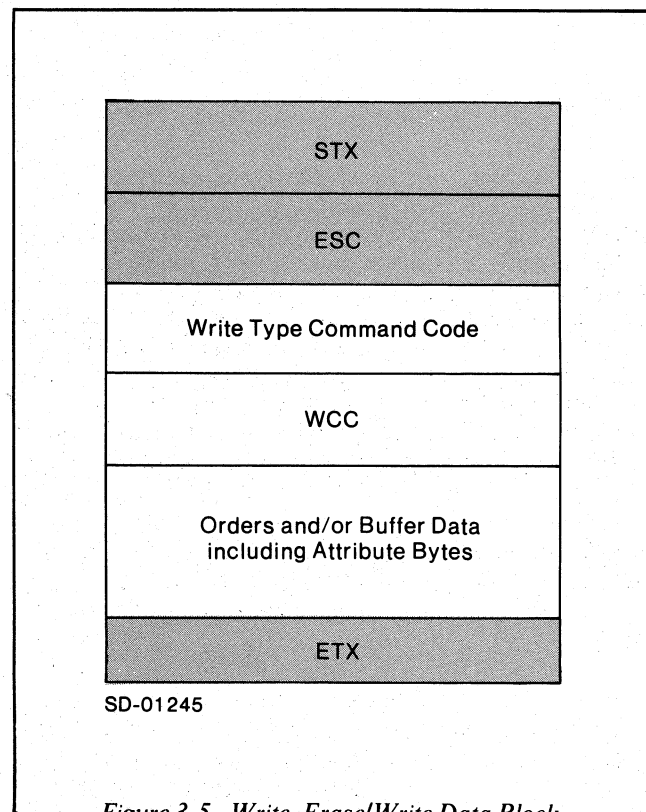 STX
ESC
Write Type Command Code
WCC
Orders and/or Buffer Data
including Attribute Bytes
ETX
SD-01245
Figure 3-5. Write, Erase/Write Data Block